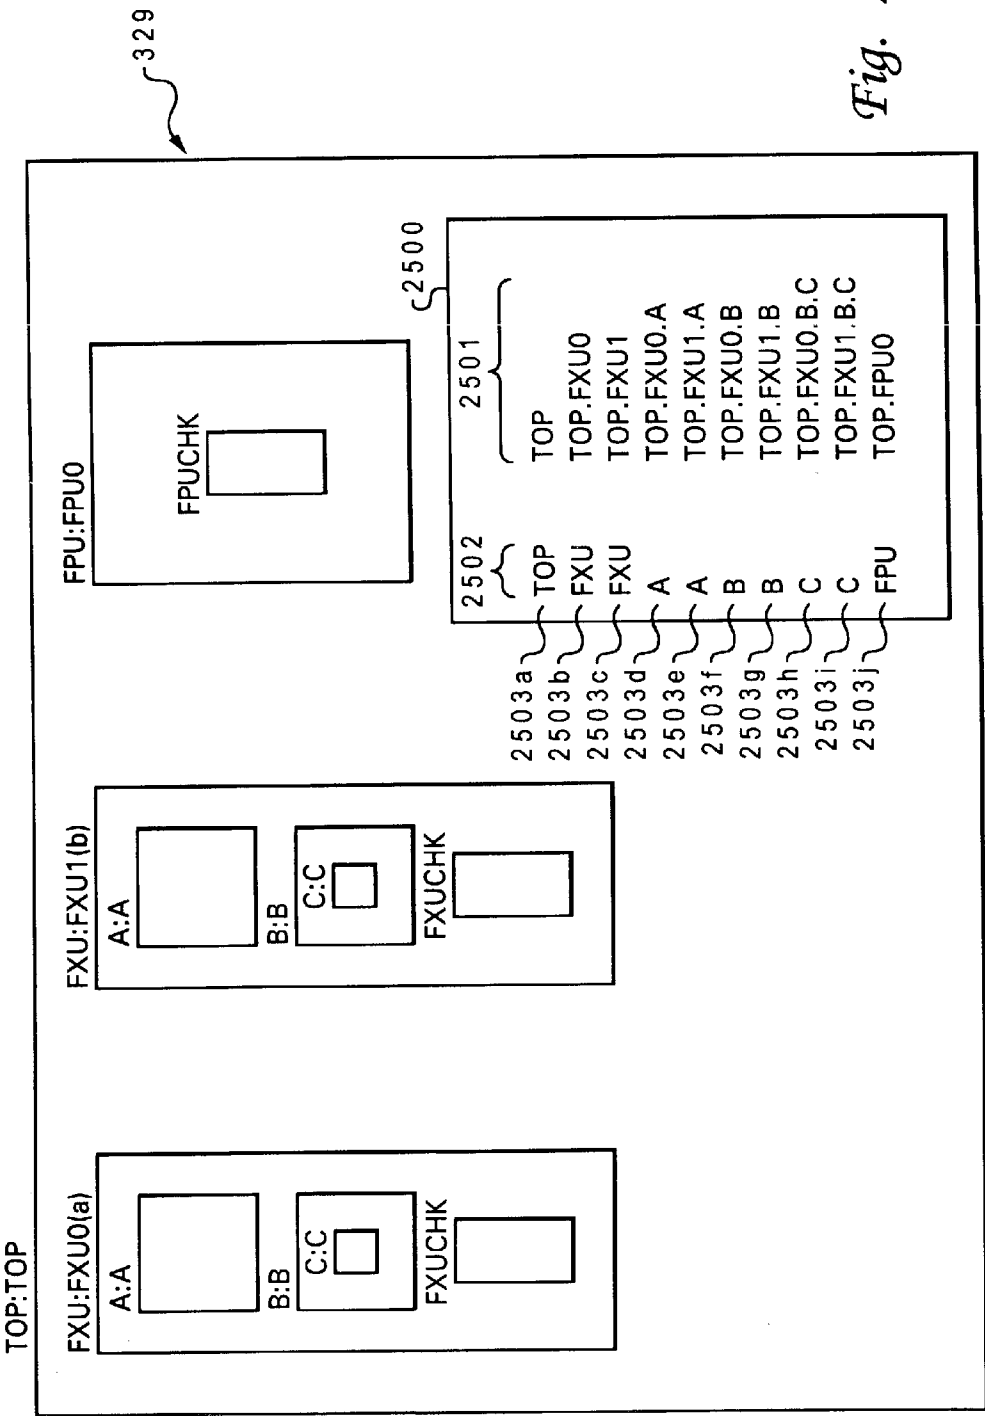 TOP:TOP
329
FXU:FXU0(a)
A:A
B:B
C:C
FXUCHK
FXU:FXU1(b)
A:A
B:B
C:C
FXUCHK
FPU:FPU0
FPUCHK
2500
2502
2501
2503a TOP TOP
2503b FXU TOP.FXU0
2503c FXU TOP.FXU1
2503d A TOP.FXU0.A
2503e A TOP.FXU1.A
2503f B TOP.FXU0.B
2503g B TOP.FXU1.B
2503h C TOP.FXU0.B.C
2503i C TOP.FXU1.B.C
2503j FPU TOP.FPU0
Fig.